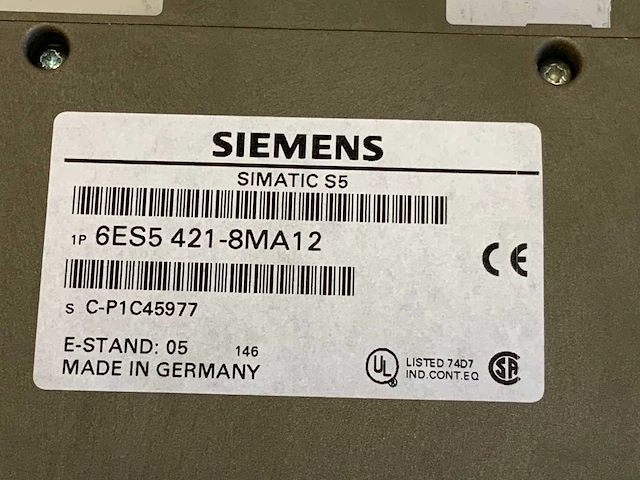 SIEMENS
SIMATIC S5
1P 6ES5 421-8MA12
CE
S C-P1C45977
E-STAND: 05 146
MADE IN GERMANY
UL LISTED 74D7
IND.CONT.EQ
SA